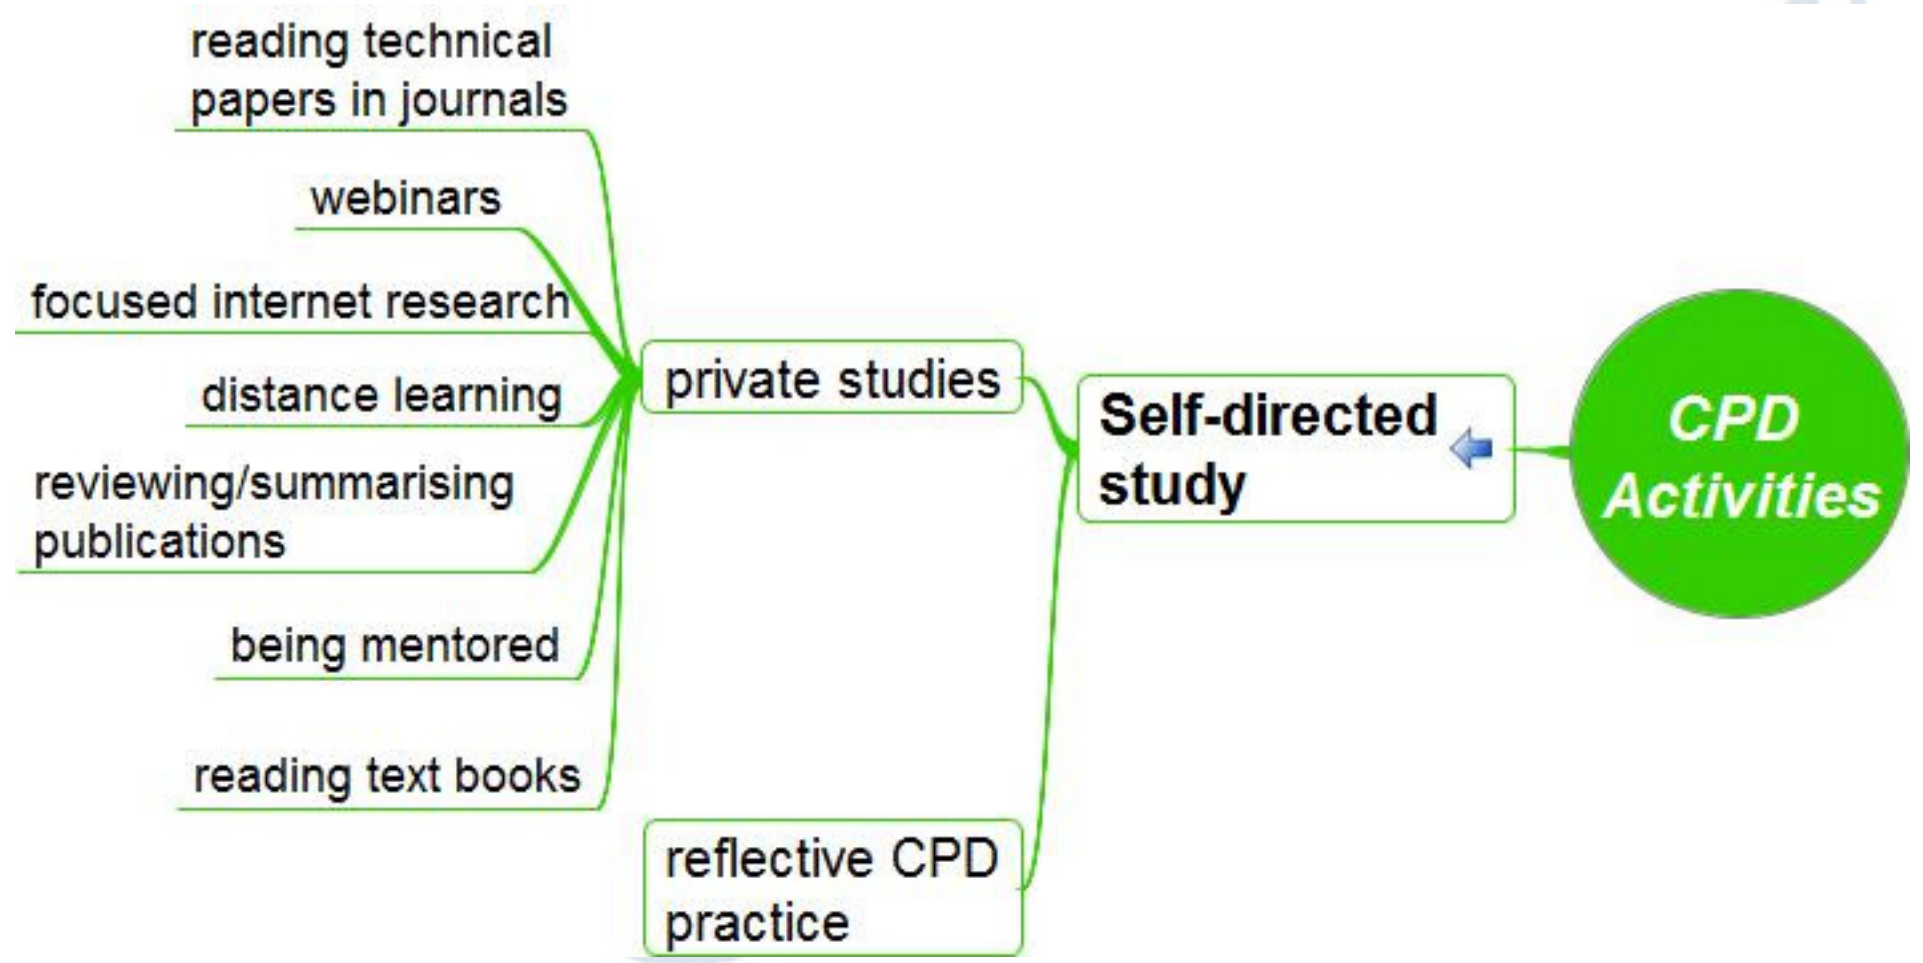 reading technical
papers in journals
webinars
focused internet research
distance learning
reviewing/summarising
publications
being mentored
reading text books
private studies
reflective CPD
practice
Self-directed
study
CPD
Activities